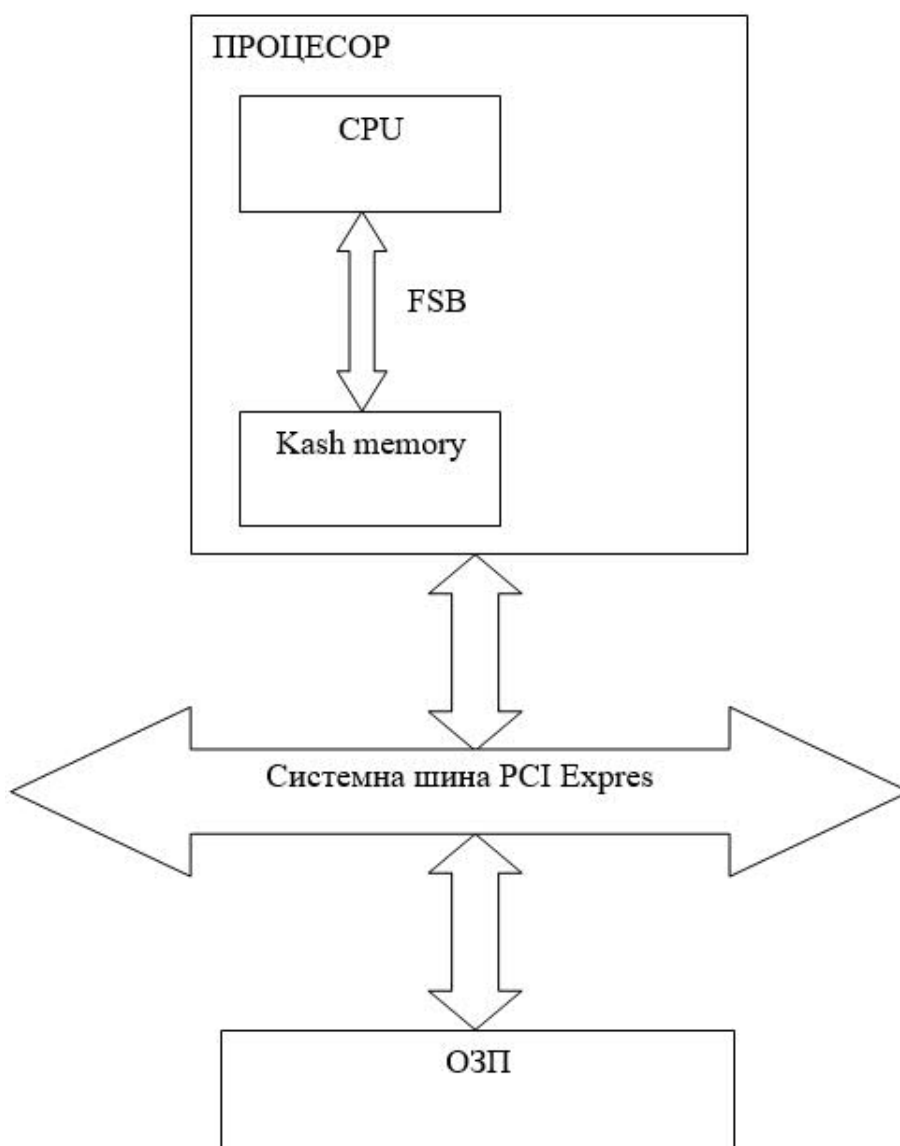 ПРОЦЕСОР
CPU
FSB
Kash memory
Системна шина PCI Expres
ОЗП